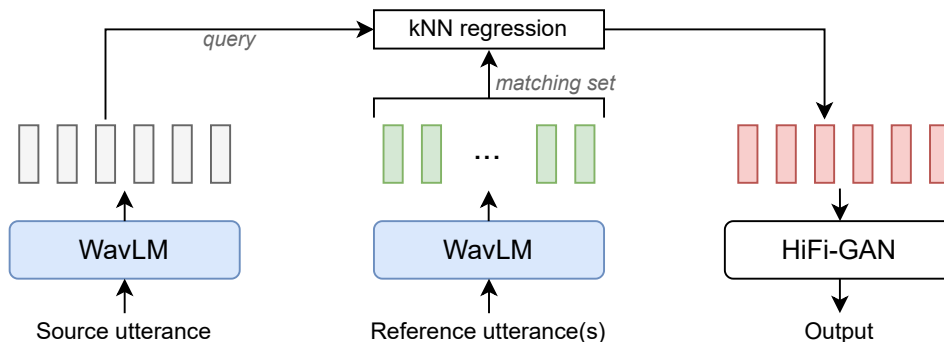 kNN regression
query
matching set
...
WavLM
WavLM
HiFi-GAN
Source utterance
Reference utterance(s)
Output